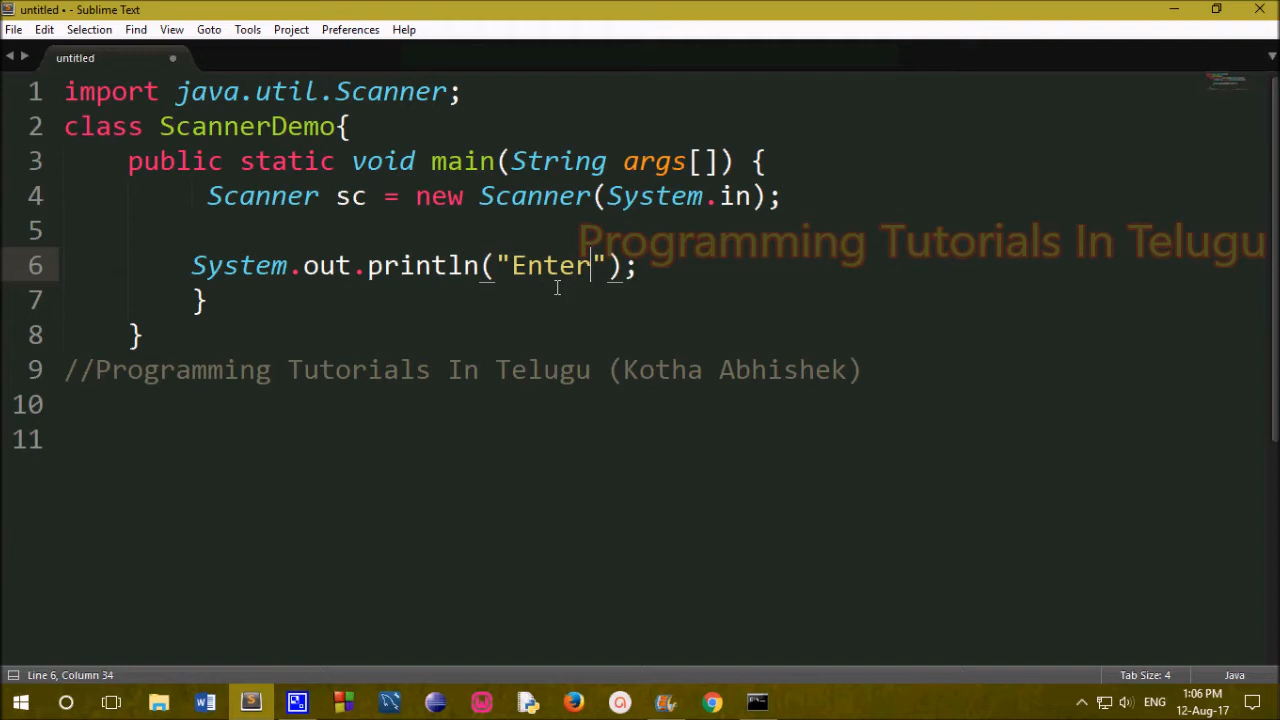 untitled • - Sublime Text
File Edit Selection Find View Goto Tools Project Preferences Help
untitled
1 import java.util.Scanner;
2 class ScannerDemo{
3 public static void main(String args[]) {
4 Scanner sc = new Scanner(System.in);
5
Programming Tutorials In Telugu
6 System.out.println("Enter");
7 }
8 }
9 //Programming Tutorials In Telugu (Kotha Abhishek)
10
11
Line 6, Column 34 Tab Size: 4 Java
ENG 1:06 PM
12-Aug-17